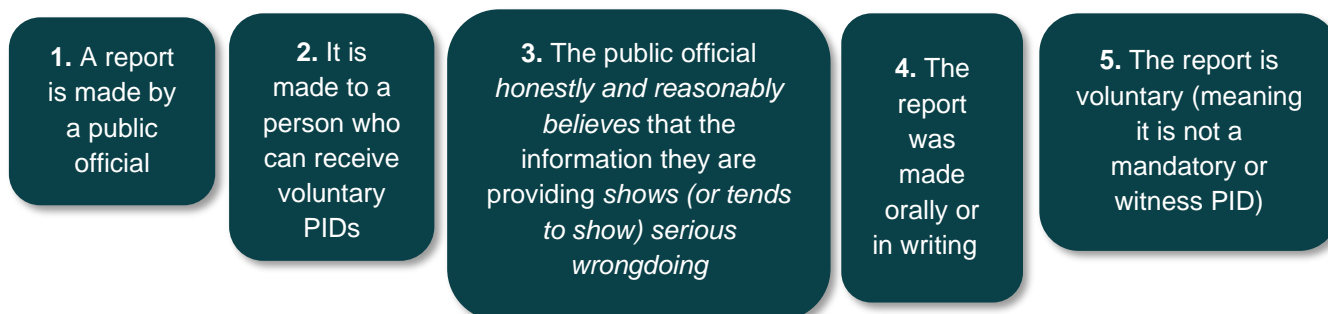 1. A report
is made by
a public
official
2. It is
made to a
person who
can receive
voluntary
PIDs
3. The public official
honestly and reasonably
believes that the
information they are
providing shows (or tends
to show) serious
wrongdoing
4. The
report
was
made
orally or
in writing
5. The report is
voluntary (meaning
it is not a
mandatory or
witness PID)